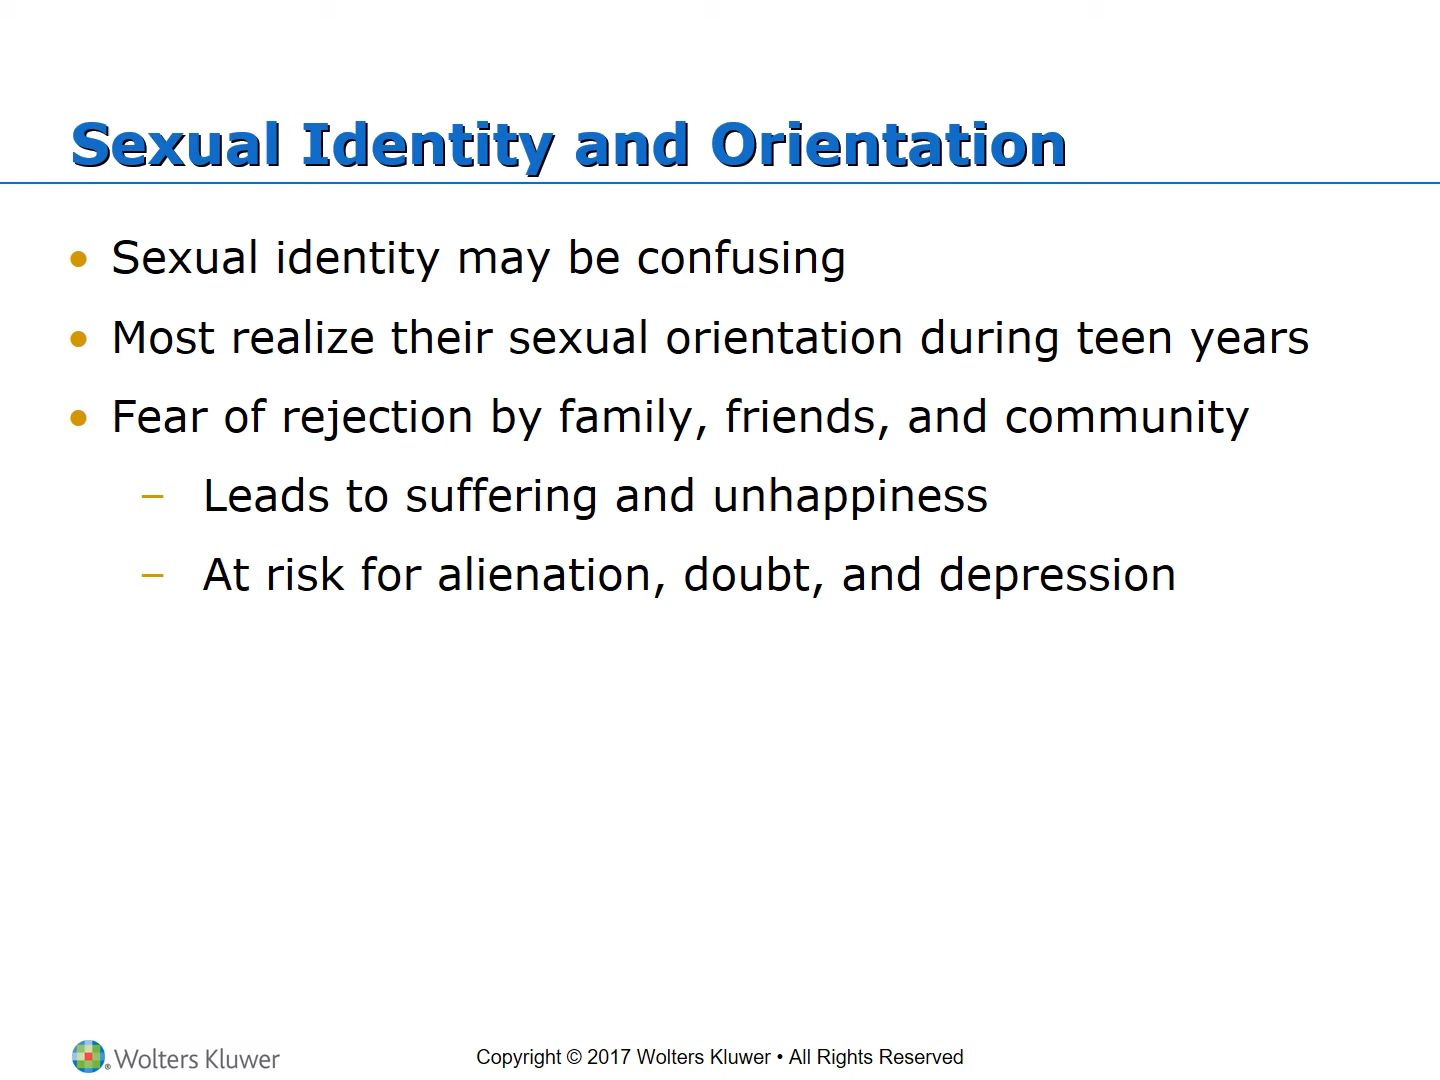 Sexual Identity and Orientation
• Sexual identity may be confusing
• Most realize their sexual orientation during teen years
• Fear of rejection by family, friends, and community
– Leads to suffering and unhappiness
– At risk for alienation, doubt, and depression
Wolters Kluwer
Copyright © 2017 Wolters Kluwer • All Rights Reserved